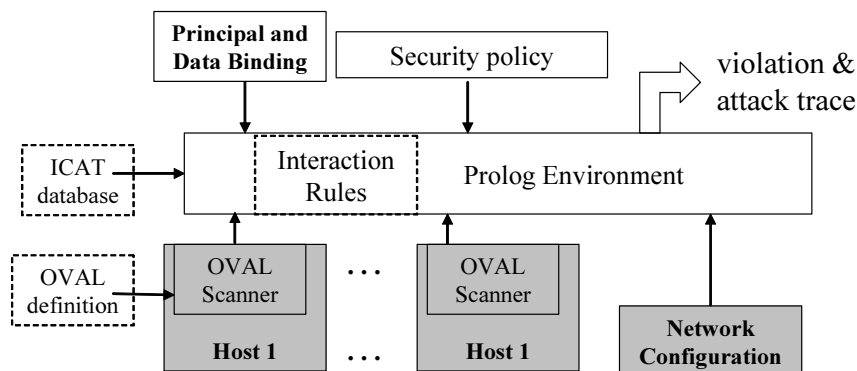 Principal and
Data Binding
Security policy
violation &
attack trace
ICAT
database
Interaction
Rules
Prolog Environment
OVAL
definition
OVAL
Scanner
Host 1
...
...
OVAL
Scanner
Host 1
Network
Configuration